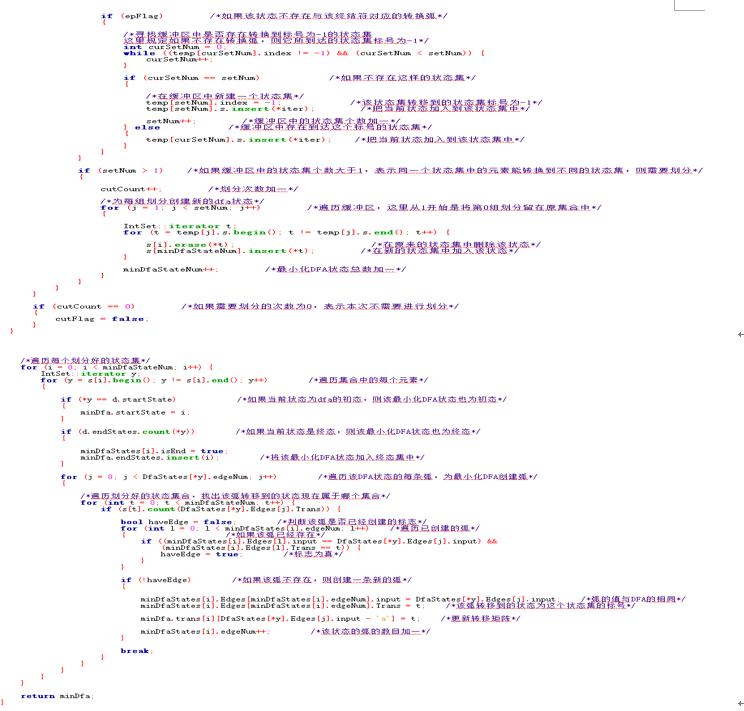 if (epFlag) /*如果该状态不存在与该终结符对应的转换弧*/
{
/*寻找缓冲区中是否存在转换到标号为-1的状态集
这里规定如果不存在转换弧，则它所到达的状态集标号为-1*/
int curSetNum = 0;
while ((temp[curSetNum].index != -1) && (curSetNum < setNum)) {
curSetNum++;
}
if (curSetNum == setNum) /*如果不存在这样的状态集*/
{
/*在缓冲区中新建一个状态集*/
temp[setNum].index = -1; /*该状态集转移到的状态集标号为-1*/
temp[setNum].s.insert(*iter); /*把当前状态加入到该状态集中*/
setNum++; /*缓冲区中的状态集个数加一*/
} else /*缓冲区中存在到达这个标号的状态集*/
{
temp[curSetNum].s.insert(*iter); /*把当前状态加入到该状态集中*/
}
}
}
if (setNum > 1) /*如果缓冲区中的状态集个数大于1，表示同一个状态集中的元素能转换到不同的状态集，则需要划分*/
{
cutCount++; /*划分次数加一*/
/*为每组划分创建新的dfa状态*/
for (j = 1; j < setNum; j++) /*遍历缓冲区，这里从1开始是将第0组划分留在原集合中*/
{
IntSet::iterator t;
for (t = temp[j].s.begin(); t != temp[j].s.end(); t++) {
s[i].erase(*t); /*在原来的状态集中删除该状态*/
s[minDfaStateNum].insert(*t); /*在新的状态集中加入该状态*/
}
minDfaStateNum++; /*最小化DFA状态总数加一*/
}
}
}
}
if (cutCount == 0) /*如果需要划分的次数为0，表示本次不需要进行划分*/
{
cutFlag = false;
}
}
/*遍历每个划分好的状态集*/
for (i = 0; i < minDfaStateNum; i++) {
IntSet::iterator y;
for (y = s[i].begin(); y != s[i].end(); y++) /*遍历集合中的每个元素*/
{
if (*y == d.startState) /*如果当前状态为dfa的初态，则该最小化DFA状态也为初态*/
{
minDfa.startState = i;
}
if (d.endStates.count(*y)) /*如果当前状态是终态，则该最小化DFA状态也为终态*/
{
minDfaStates[i].isEnd = true;
minDfa.endStates.insert(i); /*将该最小化DFA状态加入终态集中*/
}
for (j = 0; j < DfaStates[*y].edgeNum; j++) /*遍历该DFA状态的每条弧，为最小化DFA创建弧*/
{
/*遍历划分好的状态集合，找出该弧转移到的状态现在属于哪个集合*/
for (int t = 0; t < minDfaStateNum; t++) {
if (s[t].count(DfaStates[*y].Edges[j].Trans)) {
bool haveEdge = false; /*判断该弧是否已经创建的标志*/
for (int l = 0; l < minDfaStates[i].edgeNum; l++) /*遍历已创建的弧*/
{ /*如果该弧已经存在*/
if ((minDfaStates[i].Edges[l].input == DfaStates[*y].Edges[j].input) &&
(minDfaStates[i].Edges[l].Trans == t)) {
haveEdge = true; /*标志为真*/
}
}
if (!haveEdge) /*如果该弧不存在，则创建一条新的弧*/
{
minDfaStates[i].Edges[minDfaStates[i].edgeNum].input = DfaStates[*y].Edges[j].input; /*弧的值与DFA的相同*/
minDfaStates[i].Edges[minDfaStates[i].edgeNum].Trans = t; /*该弧转移到的状态为这个状态集的标号*/
minDfa.trans[i][DfaStates[*y].Edges[j].input - 'a'] = t; /*更新转移矩阵*/
minDfaStates[i].edgeNum++; /*该状态的弧的数目加一*/
}
break;
}
}
}
}
}
return minDfa;
}